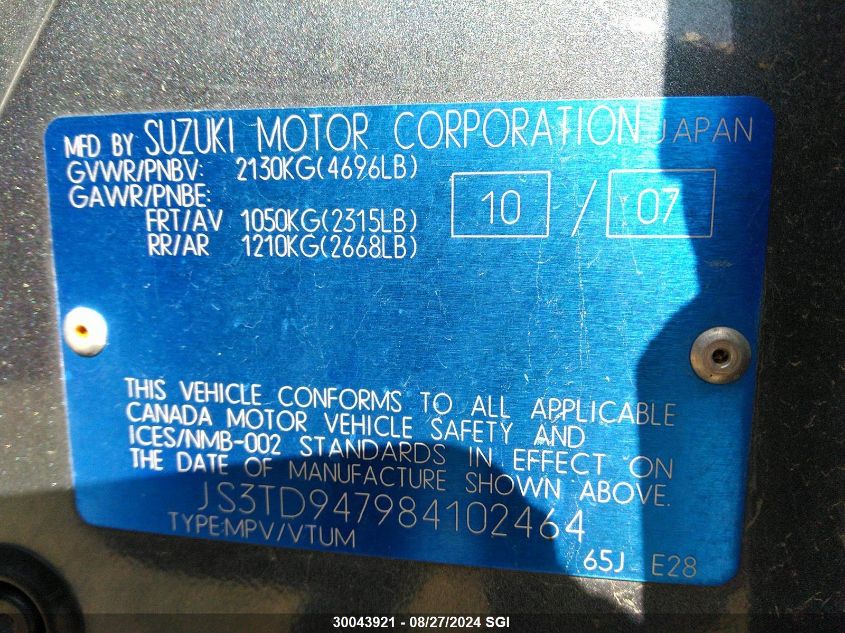 MFD BY SUZUKI MOTOR CORPORATION JAPAN
GVWR/PNBV: 2130KG(4696LB)
GAWR/PNBE:
FRT/AV 1050KG(2315LB)
RR/AR 1210KG(2668LB)
10 / 07
THIS VEHICLE CONFORMS TO ALL APPLICABLE
CANADA MOTOR VEHICLE SAFETY AND
ICES/NMB-002 STANDARDS IN EFFECT ON
THE DATE OF MANUFACTURE SHOWN ABOVE.
JS3TD947984102464
TYPE:MPV/VTUM
65J E28
30043921 - 08/27/2024 SGI